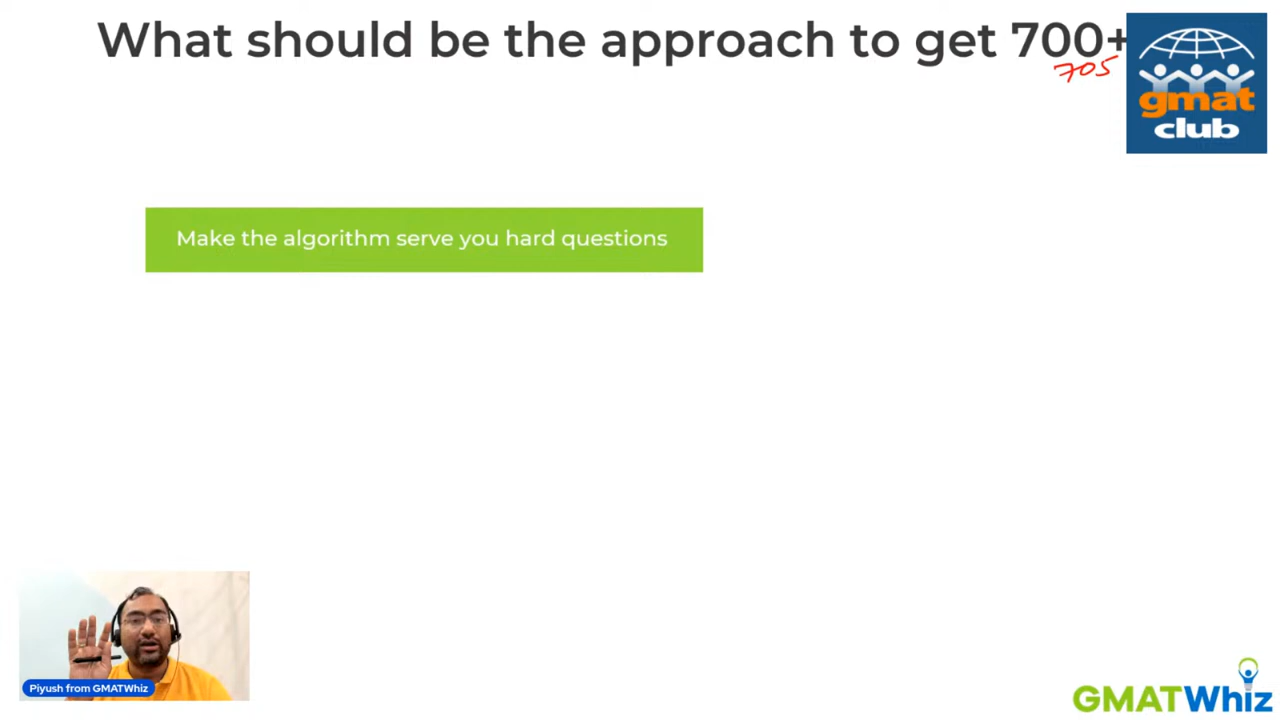 What should be the approach to get 700+
705
gmat
club
Make the algorithm serve you hard questions
Piyush from GMATWhiz
GMATWhiz